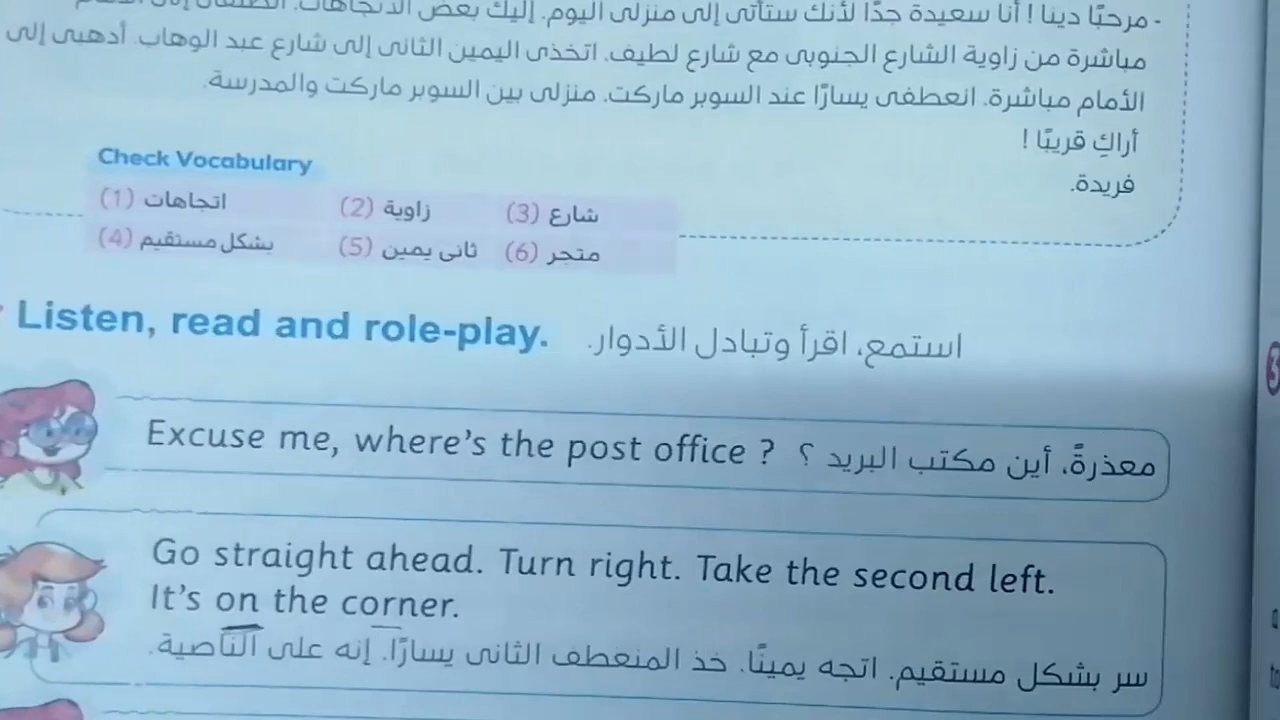 - مرحبًا دينا ! أنا سعيدة جدًا لأنك ستأتى إلى منزلى اليوم. إليك بعض الاتجاهات.
مباشرة من زاوية الشارع الجنوبى مع شارع لطيف. اتخذى اليمين الثانى إلى شارع عبد الوهاب. أذهبى إلى
الأمام مباشرة. انعطفى يسارًا عند السوبر ماركت. منزلى بين السوبر ماركت والمدرسة.
أراكِ قريبًا !
فريدة.
Check Vocabulary
(1) اتجاهات (2) زاوية (3) شارع
(4) بشكل مستقيم (5) ثانى يمين (6) متجر
Listen, read and role-play. استمع، اقرأ وتبادل الأدوار.
Excuse me, where's the post office ? معذرةً، أين مكتب البريد ؟
Go straight ahead. Turn right. Take the second left.
It's on the corner.
سر بشكل مستقيم. اتجه يمينًا. خذ المنعطف الثانى يسارًا. إنه على الناصية.